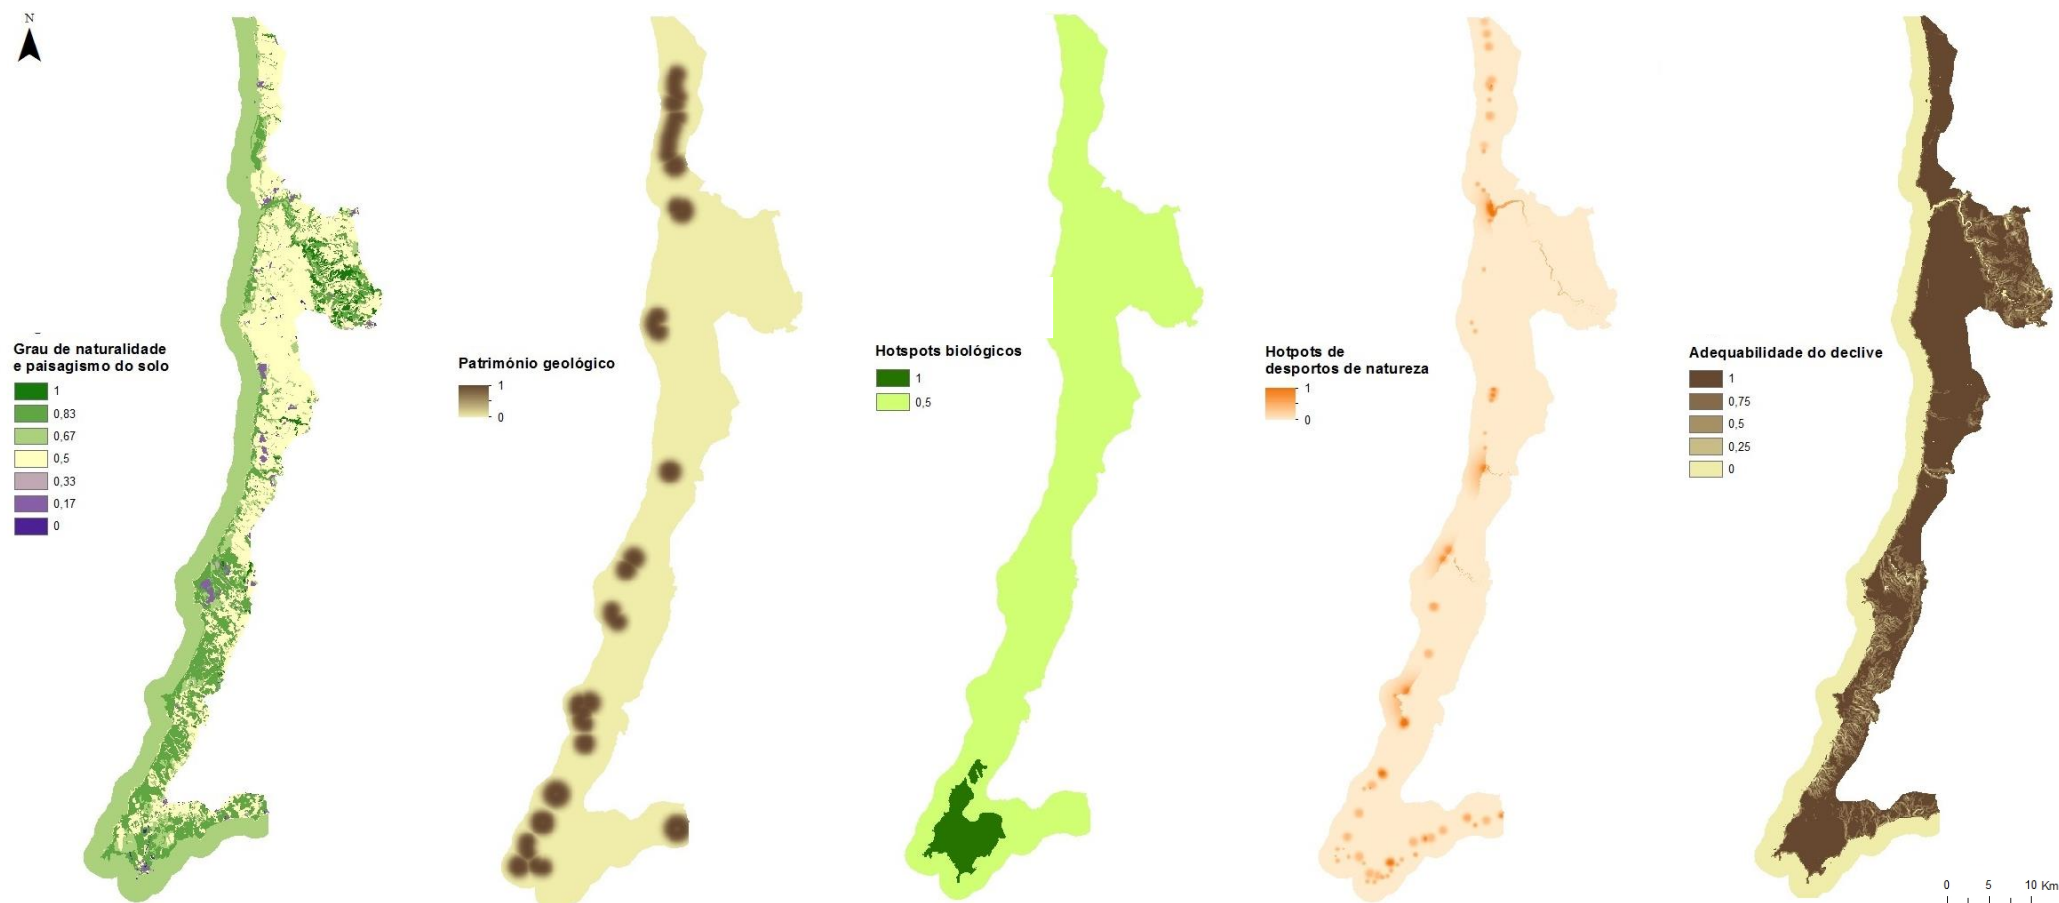 N
Grau de naturalidade
e paisagismo do solo
1
0,83
0,67
0,5
0,33
0,17
0
Património geológico
1
0
Hotspots biológicos
1
0,5
Hotpots de
desportos de natureza
1
0
Adequabilidade do declive
1
0,75
0,5
0,25
0
0 5 10 Km